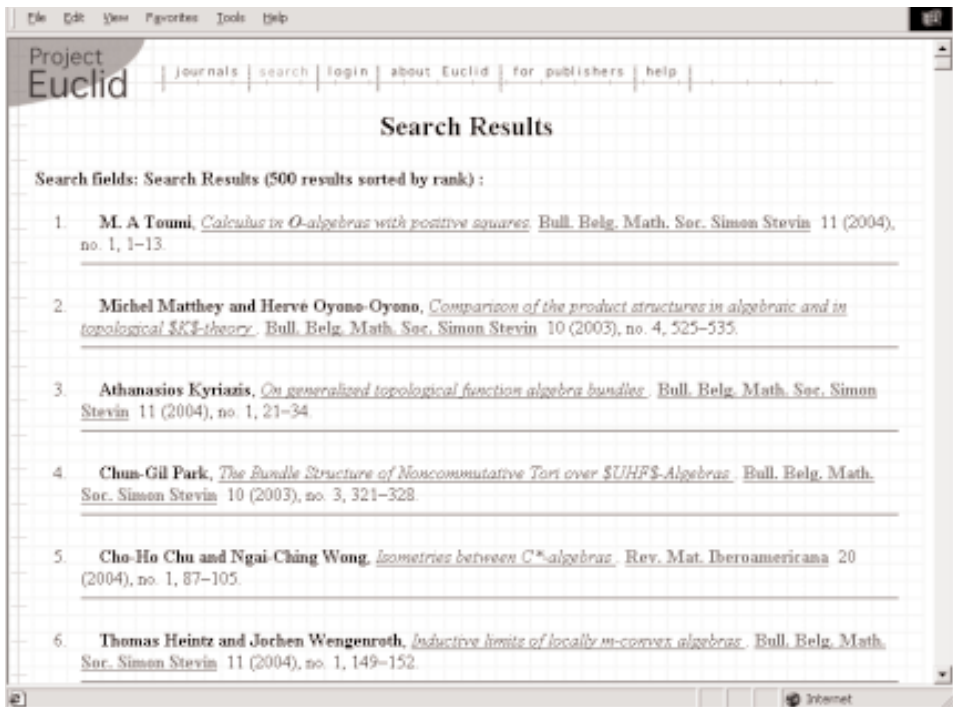 File Edit View Favorites Tools Help
Project
Euclid
journals search login about Euclid for publishers help
Search Results
Search fields: Search Results (500 results sorted by rank) :
1. M. A Toumi, Calculus in O-algebras with positive squares. Bull. Belg. Math. Soc. Simon Stevin 11 (2004),
no. 1, 1–13.
2. Michel Matthey and Hervé Oyono-Oyono, Comparison of the product structures in algebraic and in
topological $K$-theory . Bull. Belg. Math. Soc. Simon Stevin 10 (2003), no. 4, 525–535.
3. Athanasios Kyriazis, On generalized topological function algebra bundles . Bull. Belg. Math. Soc. Simon
Stevin 11 (2004), no. 1, 21–34.
4. Chun-Gil Park, The Bundle Structure of Noncommutative Tori over $UHF$-Algebras . Bull. Belg. Math.
Soc. Simon Stevin 10 (2003), no. 3, 321–328.
5. Cho-Ho Chu and Ngai-Ching Wong, Isometries between C*-algebras . Rev. Mat. Iberoamericana 20
(2004), no. 1, 87–105.
6. Thomas Heintz and Jochen Wengenroth, Inductive limits of locally m-convex algebras . Bull. Belg. Math.
Soc. Simon Stevin 11 (2004), no. 1, 149–152.
Internet